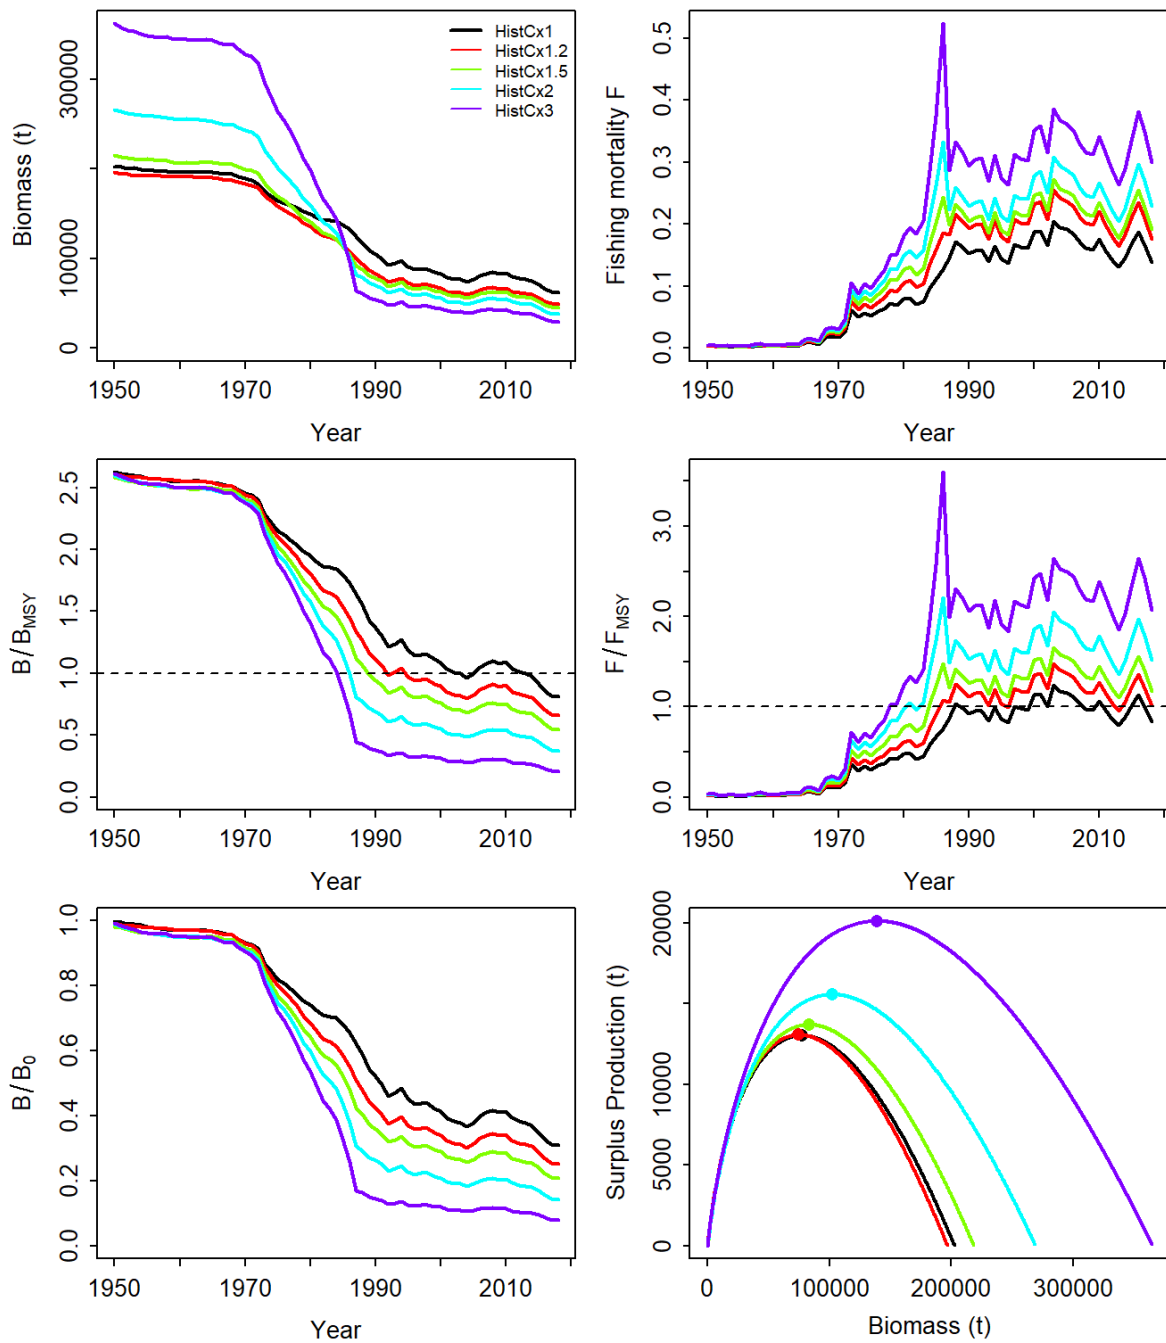 Biomass (t)
300000
100000
0
HistCx1
HistCx1.2
HistCx1.5
HistCx2
HistCx3
1950 1970 1990 2010
Year
Fishing mortality F
0.5
0.4
0.3
0.2
0.1
0.0
1950 1970 1990 2010
Year
B/BMSY
2.5
2.0
1.5
1.0
0.5
0.0
1950 1970 1990 2010
Year
F/FMSY
3.0
2.0
1.0
0.0
1950 1970 1990 2010
Year
B/B0
1.0
0.8
0.6
0.4
0.2
0.0
1950 1970 1990 2010
Year
Surplus Production (t)
20000
10000
5000
0
0 100000 200000 300000
Biomass (t)